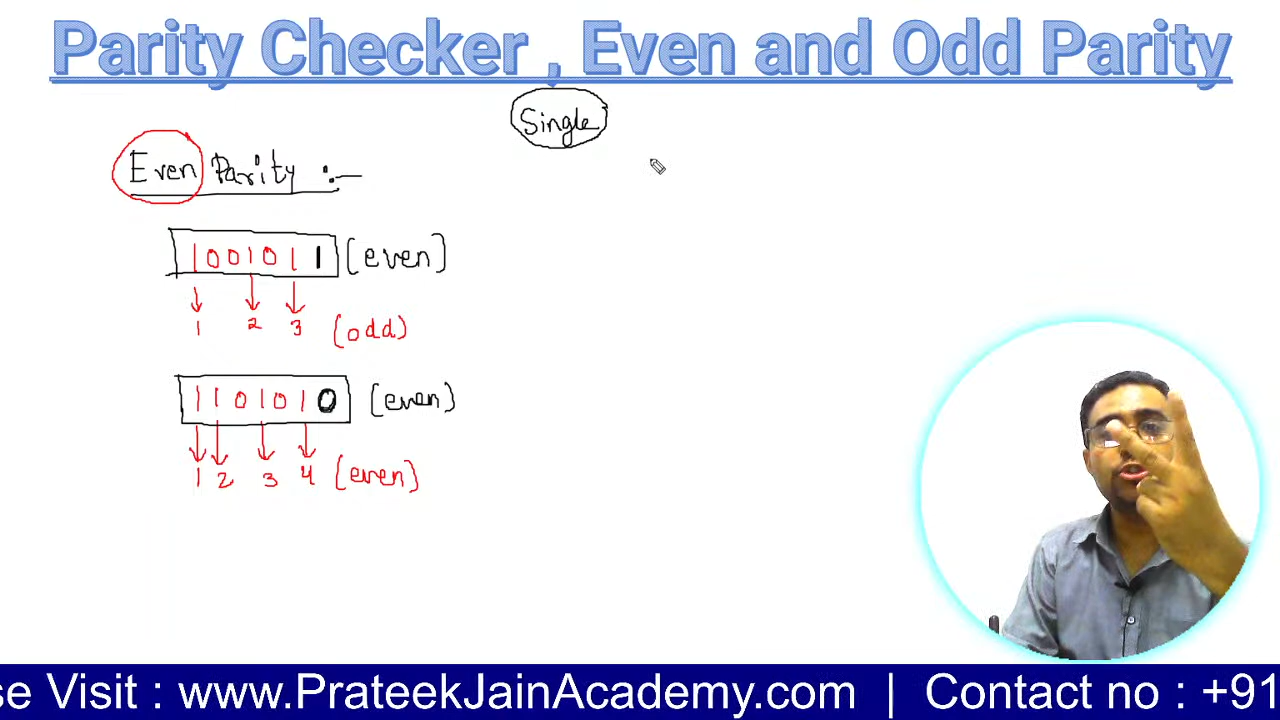 Parity Checker , Even and Odd Parity
Single
Even Parity :-
1001011 (even)
1 2 3 (odd)
1101010 (even)
1 2 3 4 (even)
se Visit : www.PrateekJainAcademy.com | Contact no : +91